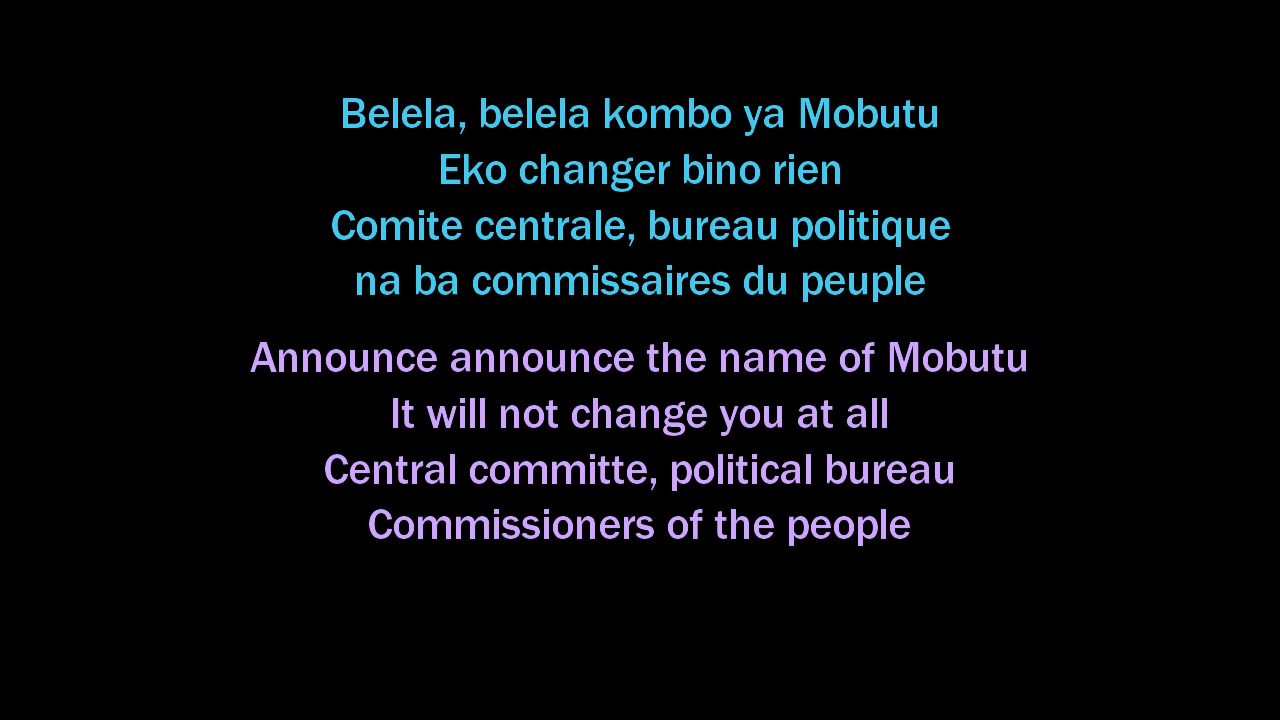 Belela, belela kombo ya Mobutu
Eko changer bino rien
Comite centrale, bureau politique
na ba commissaires du peuple
Announce announce the name of Mobutu
It will not change you at all
Central committe, political bureau
Commissioners of the people